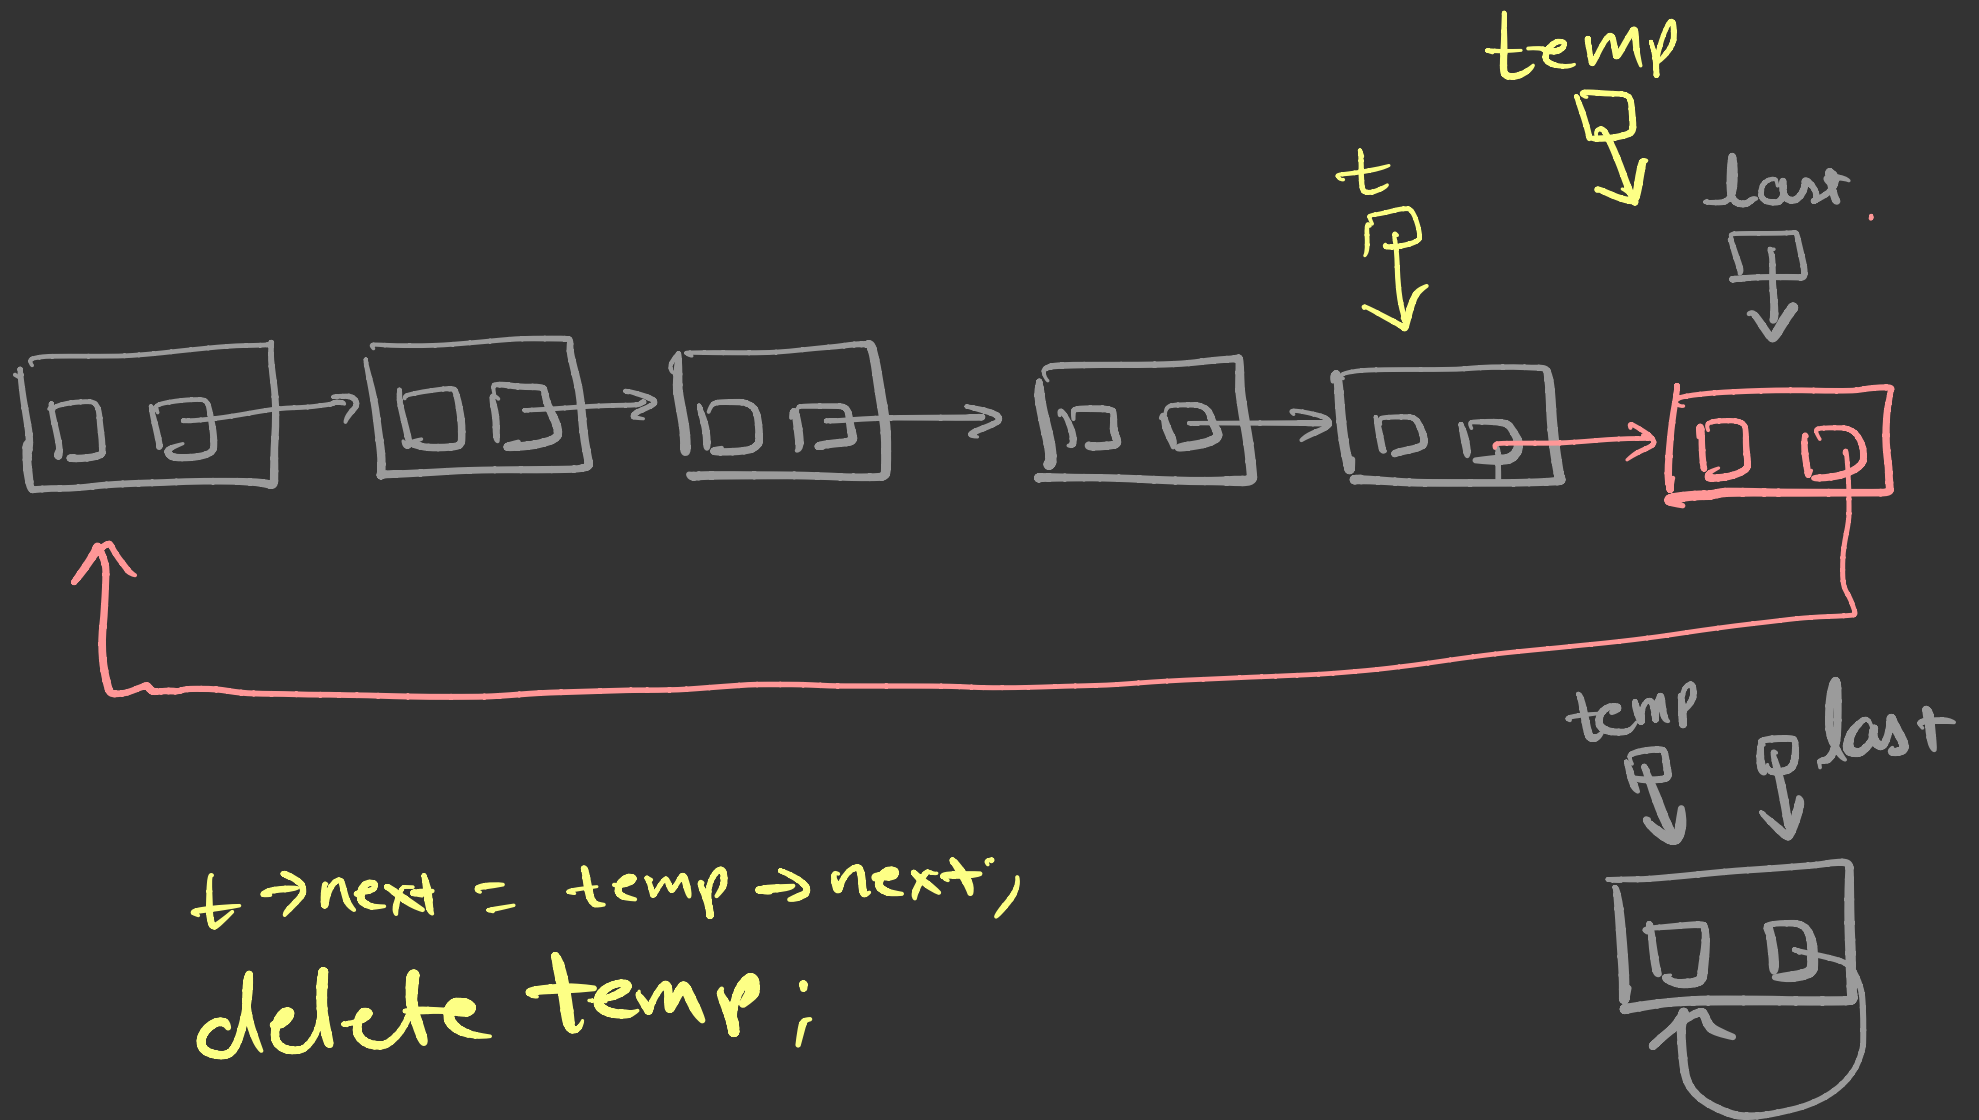 temp
t
last
temp
last
t→next = temp→next;
delete temp;